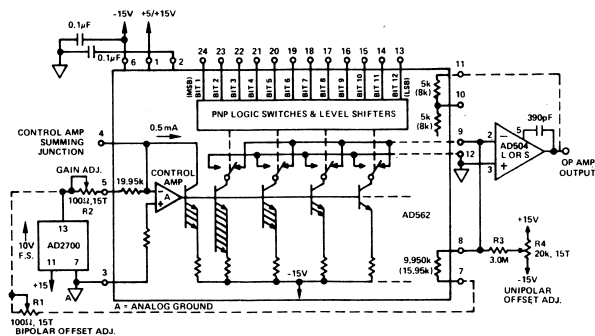 -15V +5/+15V
0.1μF
0.1μF
6 1 2
24 23 22 21 20 19 18 17 16 15 14 13
(MSB) BIT 1 BIT 2 BIT 3 BIT 4 BIT 5 BIT 6 BIT 7 BIT 8 BIT 9 BIT 10 BIT 11 BIT 12 (LSB)
PNP LOGIC SWITCHES & LEVEL SHIFTERS
11
5k
(8k)
10
5k
(8k)
390pF
CONTROL AMP
SUMMING
JUNCTION
4
0.5mA
9
12
2
3
5
AD504
L OR S
OP AMP
OUTPUT
GAIN ADJ.
100Ω,15T
R2
5
19.95k
CONTROL
AMP
A
AD562
10V
F.S.
13
AD2700
11 7
+15
A
3
-15V
9,950k
(15,95k)
8
7
R3
3.0M
+15V
R4
20k, 15T
-15V
UNIPOLAR
OFFSET ADJ.
A = ANALOG GROUND
R1
100Ω, 15T
BIPOLAR OFFSET ADJ.